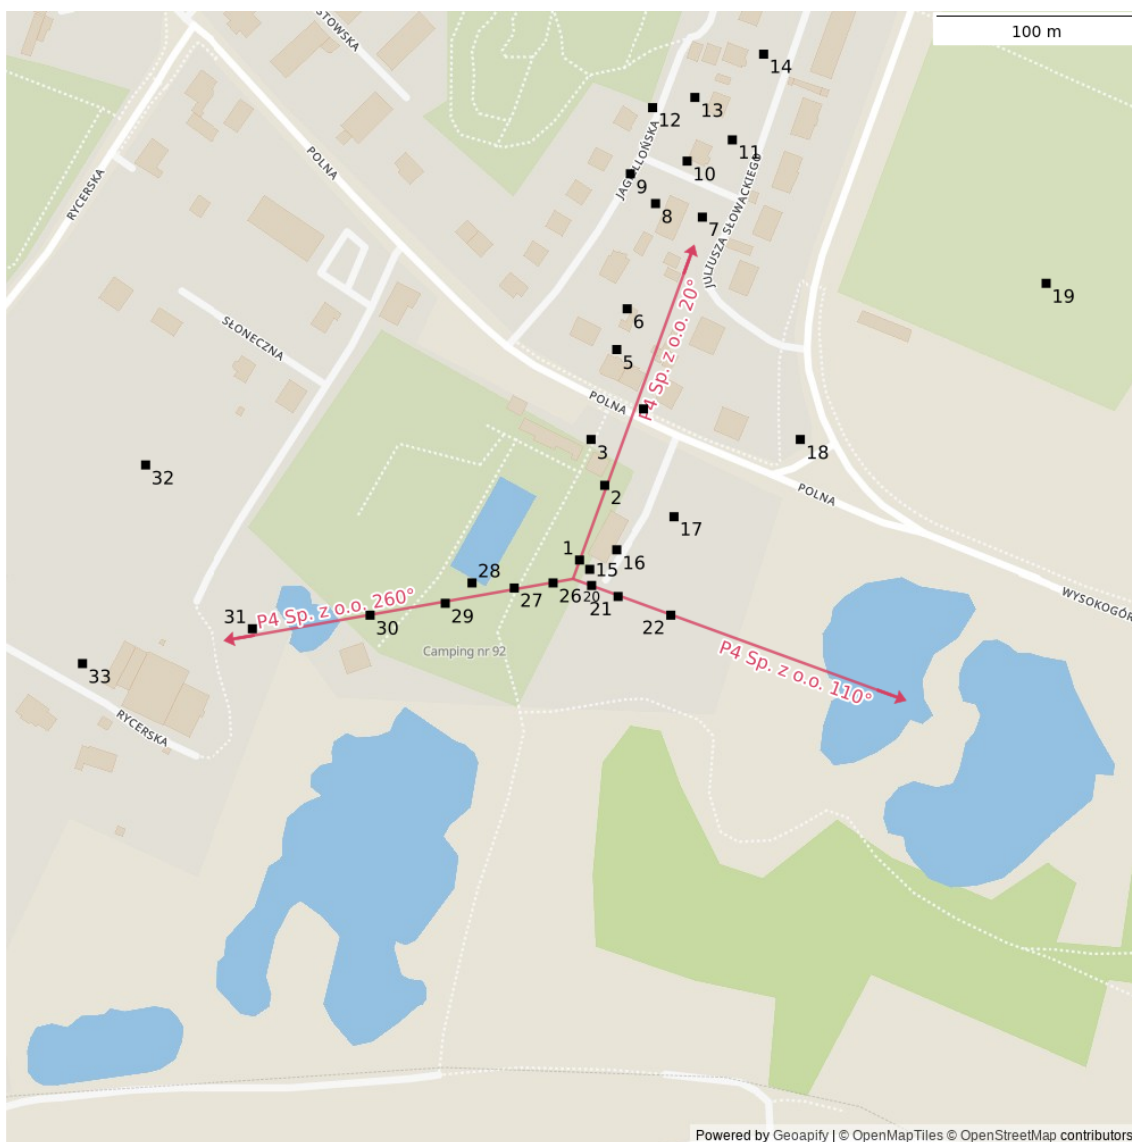 100 m
STOWSKA
14
13
12
11
POLNA
JAGIELLOŃSKA
10
9
RYCERSKA
8
7
JULIUSZA SŁOWACKIEGO
19
6
SŁONECZNA
P4 Sp. z o.o. 20°
5
POLNA
3
18
32
2
POLNA
17
1
16
15
28
26
20
WYSOKOGÓR
27
21
P4 Sp. z o.o. 260°
29
31
30
22
Camping nr 92
P4 Sp. z o.o. 110°
33
RYCERSKA
Powered by Geoapify | © OpenMapTiles © OpenStreetMap contributors